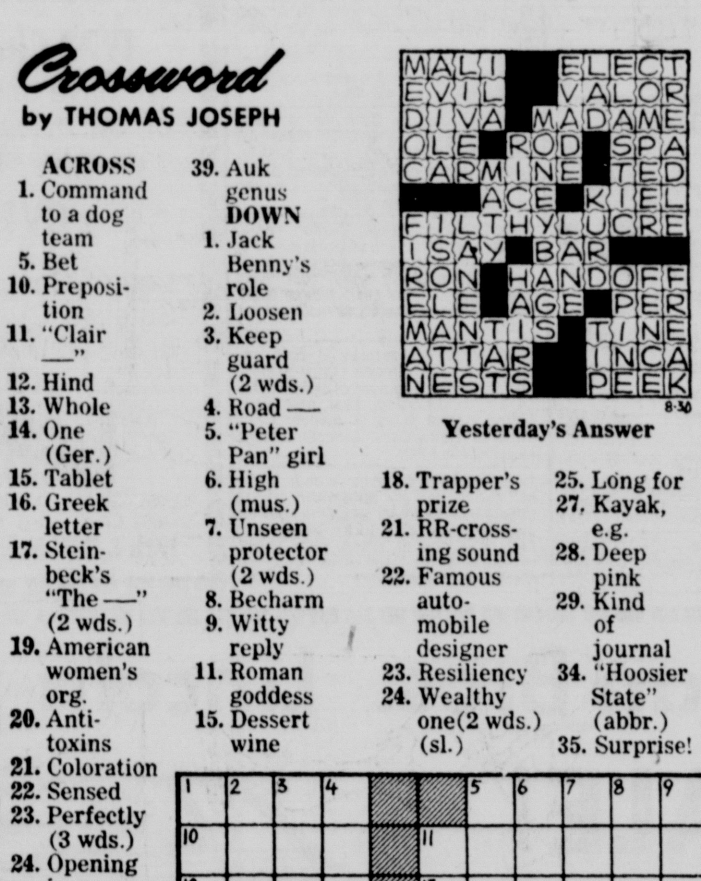 Crossword
by THOMAS JOSEPH
ACROSS
1. Command
to a dog
team
5. Bet
10. Preposi-
tion
11. "Clair
—"
12. Hind
13. Whole
14. One
(Ger.)
15. Tablet
16. Greek
letter
17. Stein-
beck's
"The —"
(2 wds.)
19. American
women's
org.
20. Anti-
toxins
21. Coloration
22. Sensed
23. Perfectly
(3 wds.)
24. Opening
39. Auk
genus
DOWN
1. Jack
Benny's
role
2. Loosen
3. Keep
guard
(2 wds.)
4. Road —
5. "Peter
Pan" girl
6. High
(mus.)
7. Unseen
protector
(2 wds.)
8. Becharm
9. Witty
reply
11. Roman
goddess
15. Dessert
wine
MALI ELECT
EVIL VALOR
DIVA MADAME
OLE ROD SPA
CARMINE TED
ACE KIEL
FILTHYLUCRE
ISAY BAR
RON HANDOFF
ELE AGE PER
MANTIS TINE
ATTAR INCA
NESTS PEEK
8-30
Yesterday's Answer
18. Trapper's
prize
21. RR-cross-
ing sound
22. Famous
auto-
mobile
designer
23. Resiliency
24. Wealthy
one(2 wds.)
(sl.)
25. Long for
27. Kayak,
e.g.
28. Deep
pink
29. Kind
of
journal
34. "Hoosier
State"
(abbr.)
35. Surprise!
1 2 3 4 5 6 7 8 9
10 11